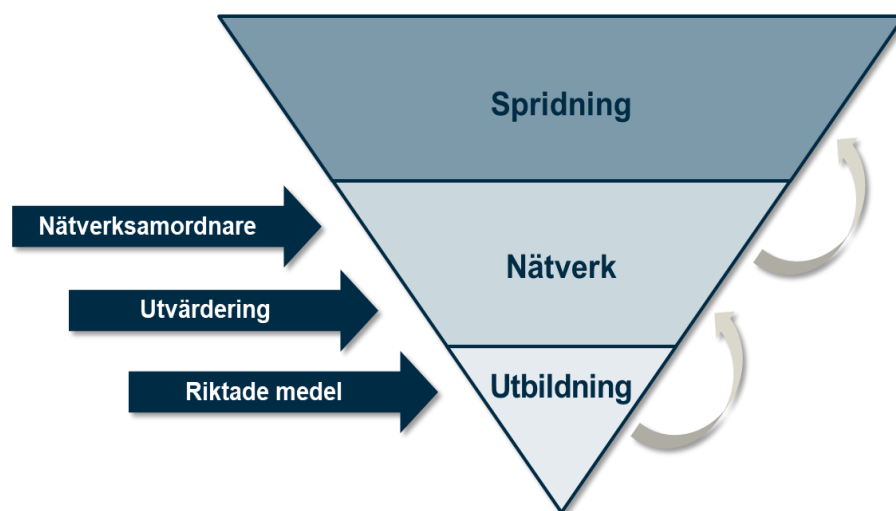 Spridning
Nätverksamordnare
Nätverk
Utvärdering
Riktade medel
Utbildning